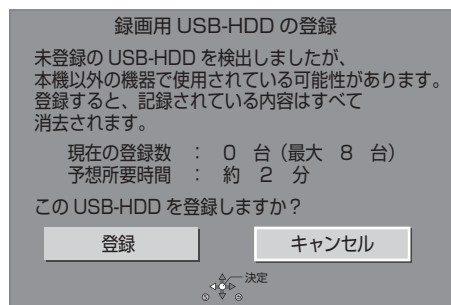 録画用 USB-HDD の登録
未登録の USB-HDD を検出しましたが、
本機以外の機器で使用されている可能性があります。
登録すると、記録されている内容はすべて
消去されます。
現在の登録数 ： 0 台（最大 8 台）
予想所要時間 ： 約 2 分
この USB-HDD を登録しますか？
登録 キャンセル
決定